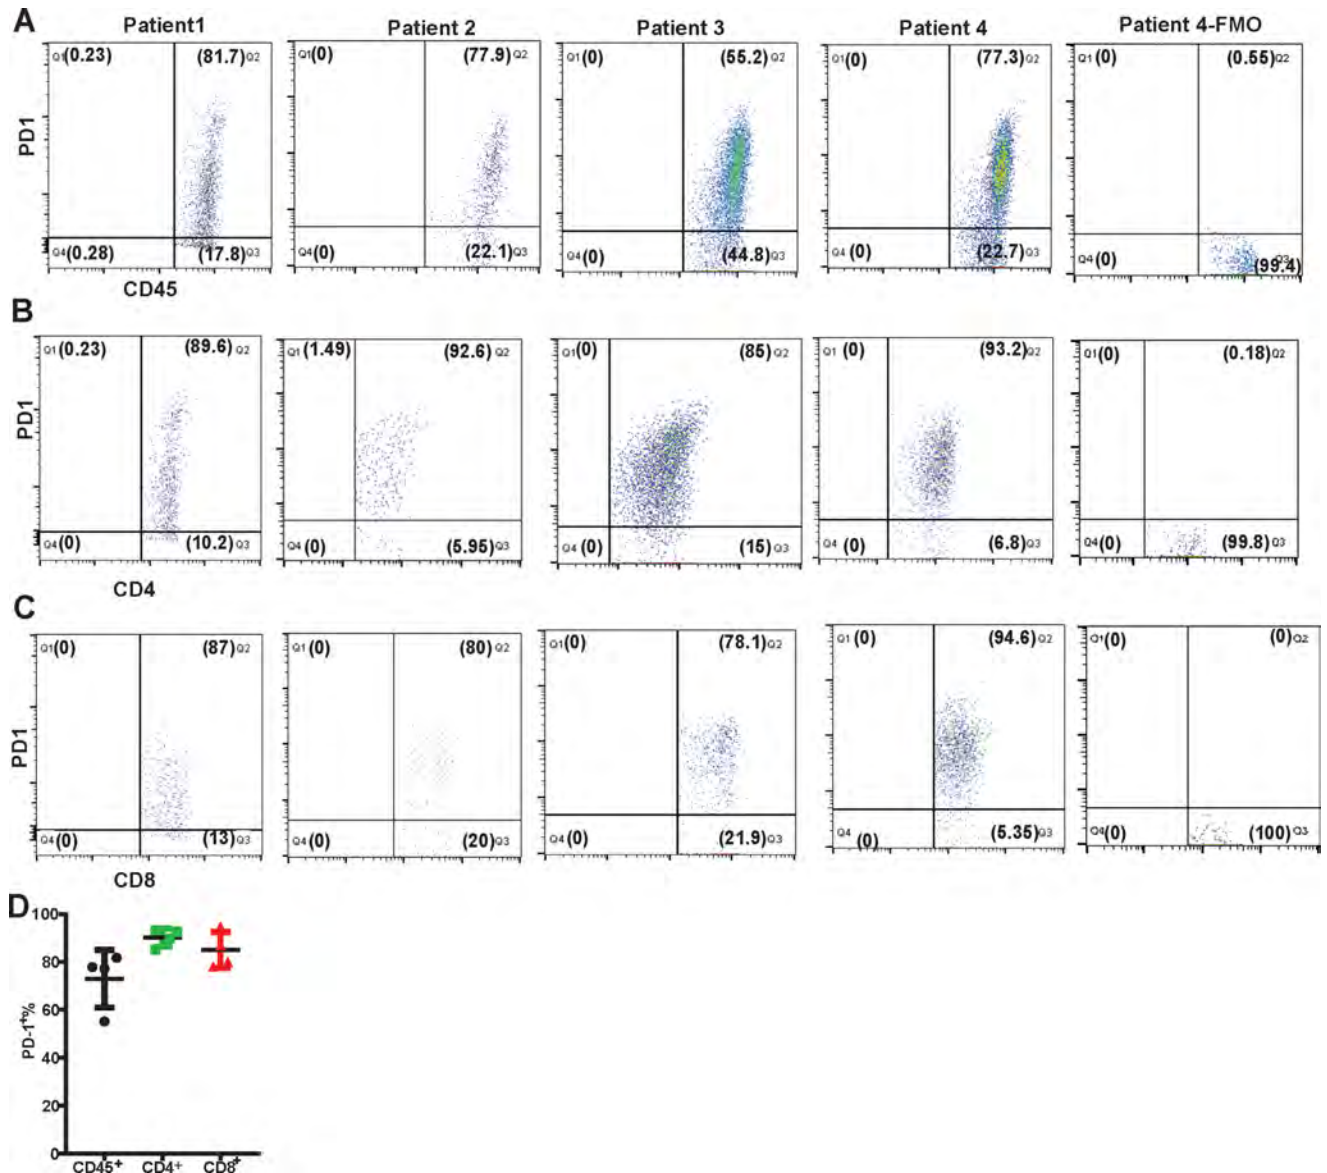 A
Patient1 Patient 2 Patient 3 Patient 4 Patient 4-FMO
Q1(0.23) (81.7)Q2 Q1(0) (77.9)Q2 Q1(0) (55.2)Q2 Q1(0) (77.3)Q2 Q1(0) (0.55)Q2
PD1
Q4(0.28) (17.8)Q3 Q4(0) (22.1)Q3 Q4(0) (44.8)Q3 Q4(0) (22.7)Q3 Q4(0) (99.4)Q3
CD45
B
Q1(0.23) (89.6)Q2 Q1(1.49) (92.6)Q2 Q1(0) (85)Q2 Q1(0) (93.2)Q2 Q1(0) (0.18)Q2
PD1
Q4(0) (10.2)Q3 Q4(0) (5.95)Q3 Q4(0) (15)Q3 Q4(0) (6.8)Q3 Q4(0) (99.8)Q3
CD4
C
Q1(0) (87)Q2 Q1(0) (80)Q2 Q1(0) (78.1)Q2 Q1(0) (94.6)Q2 Q1(0) (0)Q2
PD1
Q4(0) (13)Q3 Q4(0) (20)Q3 Q4(0) (21.9)Q3 Q4(0) (5.35)Q3 Q4(0) (100)Q3
CD8
D
100
80
60
40
20
0
PD-1+%
CD45+ CD4+ CD8+